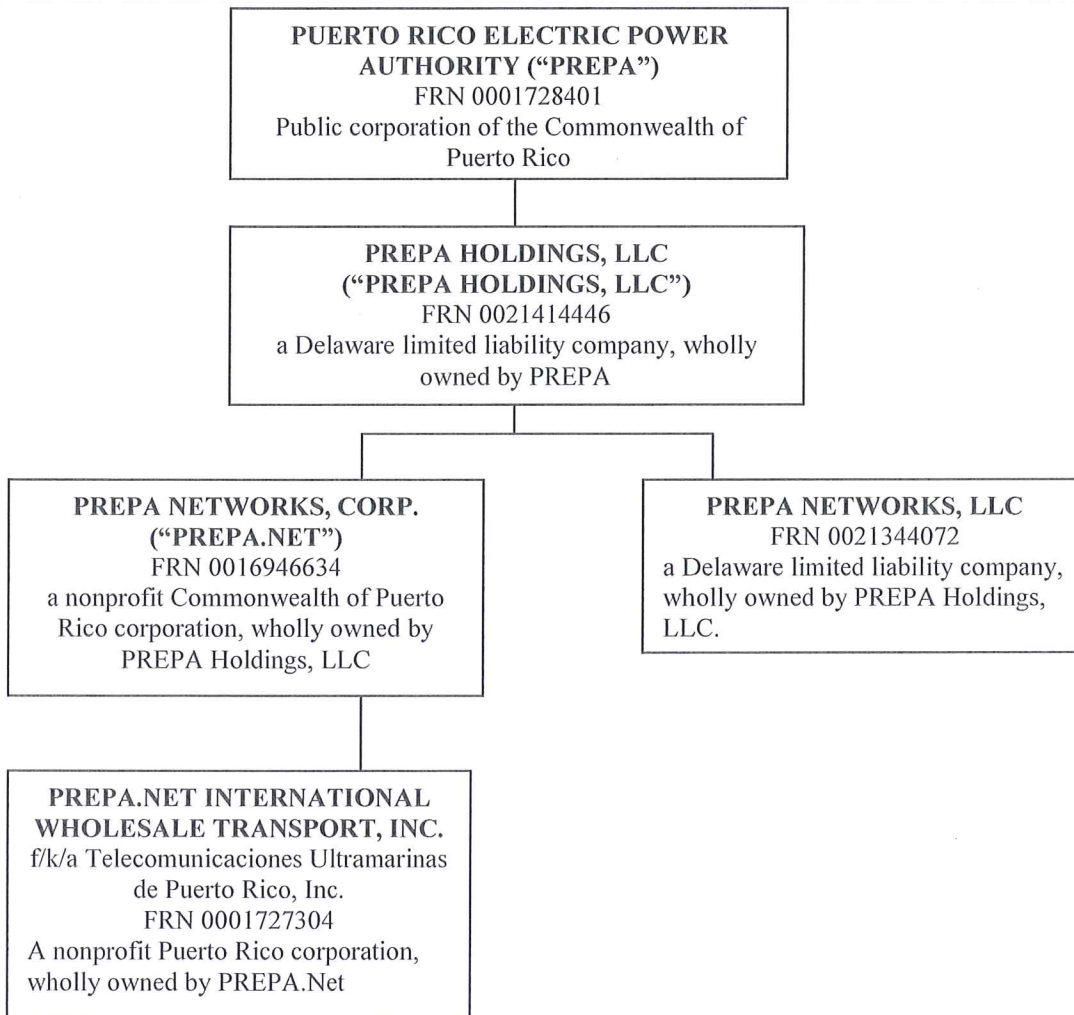 PUERTO RICO ELECTRIC POWER
AUTHORITY (“PREPA”)
FRN 0001728401
Public corporation of the Commonwealth of
Puerto Rico
PREPA HOLDINGS, LLC
(“PREPA HOLDINGS, LLC”)
FRN 0021414446
a Delaware limited liability company, wholly
owned by PREPA
PREPA NETWORKS, CORP.
(“PREPA.NET”)
FRN 0016946634
a nonprofit Commonwealth of Puerto
Rico corporation, wholly owned by
PREPA Holdings, LLC
PREPA NETWORKS, LLC
FRN 0021344072
a Delaware limited liability company,
wholly owned by PREPA Holdings,
LLC.
PREPA.NET INTERNATIONAL
WHOLESALE TRANSPORT, INC.
f/k/a Telecomunicaciones Ultramarinas
de Puerto Rico, Inc.
FRN 0001727304
A nonprofit Puerto Rico corporation,
wholly owned by PREPA.Net